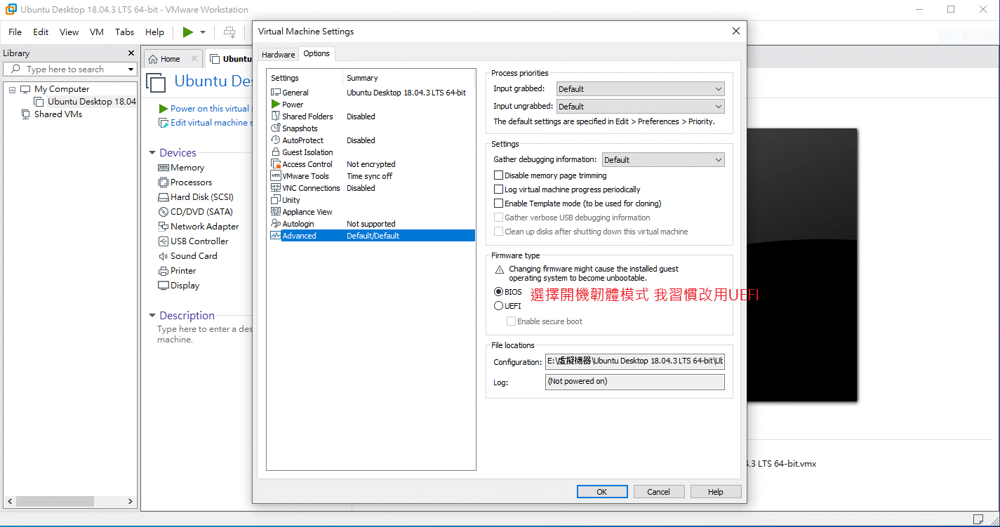 Ubuntu Desktop 18.04.3 LTS 64-bit - VMware Workstation
File Edit View VM Tabs Help
Library
Type here to search
My Computer
Ubuntu Desktop 18.04
Shared VMs
Home
Ubuntu
Ubuntu De
Power on this virtual
Edit virtual machine s
Devices
Memory
Processors
Hard Disk (SCSI)
CD/DVD (SATA)
Network Adapter
USB Controller
Sound Card
Printer
Display
Description
Type here to enter a des
machine.
Virtual Machine Settings
Hardware Options
Settings Summary
General Ubuntu Desktop 18.04.3 LTS 64-bit
Power
Shared Folders Disabled
Snapshots
AutoProtect Disabled
Guest Isolation
Access Control Not encrypted
VMware Tools Time sync off
VNC Connections Disabled
Unity
Appliance View
Autologin Not supported
Advanced Default/Default
Process priorities
Input grabbed: Default
Input ungrabbed: Default
The default settings are specified in Edit > Preferences > Priority.
Settings
Gather debugging information: Default
Disable memory page trimming
Log virtual machine progress periodically
Enable Template mode (to be used for cloning)
Gather verbose USB debugging information
Clean up disks after shutting down this virtual machine
Firmware type
Changing firmware might cause the installed guest
operating system to become unbootable.
BIOS
選擇開機韌體模式 我習慣改用UEFI
UEFI
Enable secure boot
File locations
Configuration: E:\虛擬機器\Ubuntu Desktop 18.04.3 LTS 64-bit\Ub
Log: (Not powered on)
OK Cancel Help
4.3 LTS 64-bit.vmx